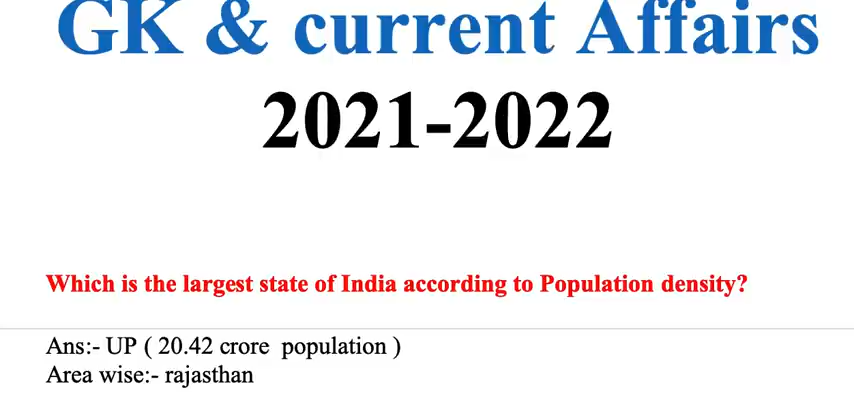 GK & current Affairs
2021-2022
Which is the largest state of India according to Population density?
Ans:- UP ( 20.42 crore  population )
Area wise:- rajasthan